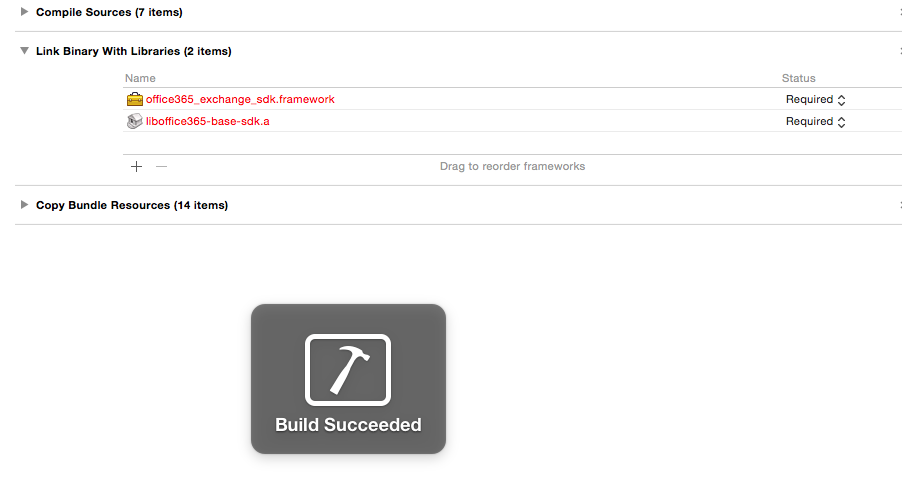 Compile Sources (7 items)
Link Binary With Libraries (2 items)
Name Status
office365_exchange_sdk.framework Required
liboffice365-base-sdk.a Required
Drag to reorder frameworks
Copy Bundle Resources (14 items)
Build Succeeded